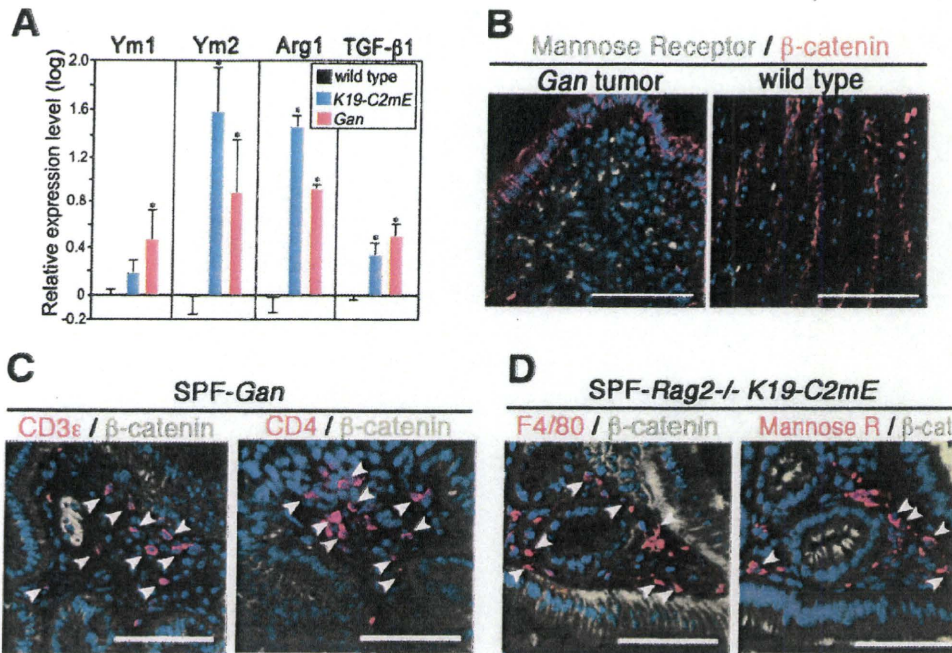 A
Ym1 Ym2 Arg1 TGF-β1
Relative expression level (log)
2.0
1.6
1.2
0.8
0.4
0
-0.2
wild type
K19-C2mE
Gan
* * * * * * *
B
Mannose Receptor / β-catenin
Gan tumor wild type
C
SPF-Gan
CD3ε / β-catenin CD4 / β-catenin
D
SPF-Rag2-/- K19-C2mE
F4/80 / β-catenin Mannose R / β-cat